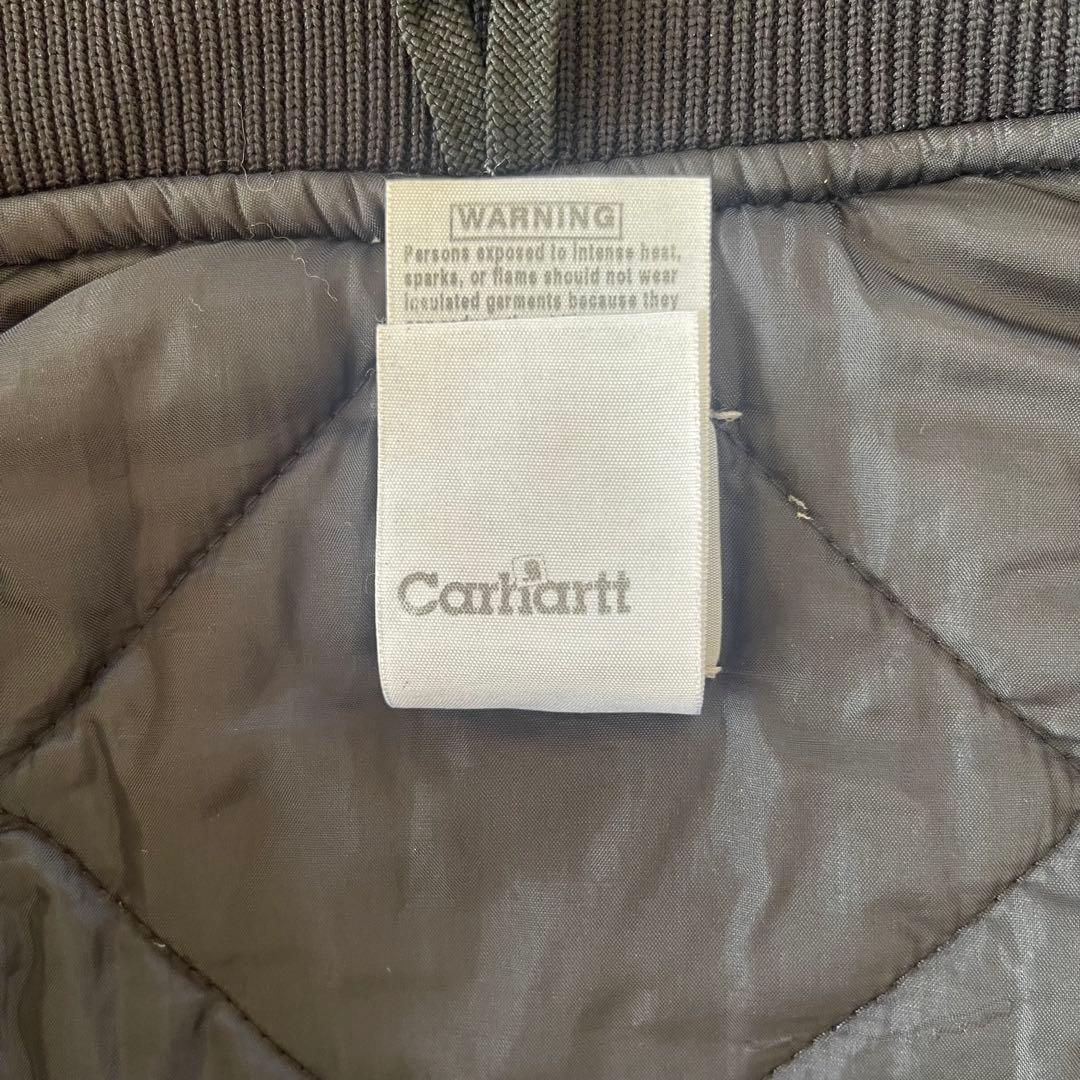 WARNING
Persons exposed to intense heat,
sparks, or flame should not wear
insulated garments because they
Carhartt